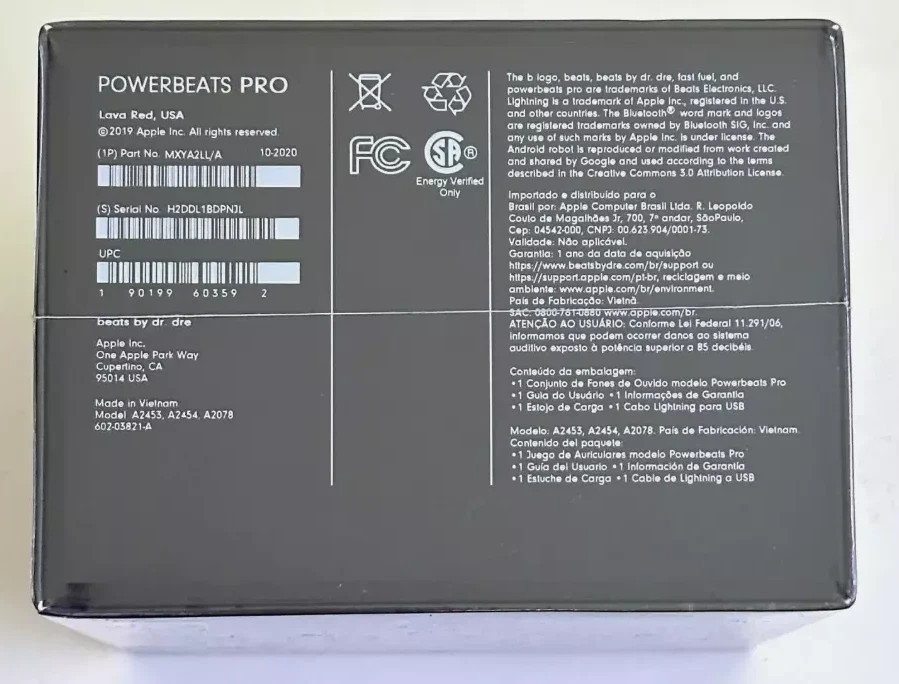 POWERBEATS PRO
Lava Red, USA
©2019 Apple Inc. All rights reserved.
(1P) Part No. MXYA2LL/A 10-2020
(S) Serial No. H2DDL1BDPNJL
UPC
1 90199 60359 2
beats by dr. dre
Apple Inc.
One Apple Park Way
Cupertino, CA
95014 USA
Made in Vietnam
Model A2453, A2454, A2078
602-03821-A
FC
SA®
Energy Verified
Only
The b logo, beats, beats by dr. dre, fast fuel, and
powerbeats pro are trademarks of Beats Electronics, LLC.
Lightning is a trademark of Apple Inc., registered in the U.S.
and other countries. The Bluetooth® word mark and logos
are registered trademarks owned by Bluetooth SIG, Inc. and
any use of such marks by Apple Inc. is under license. The
Android robot is reproduced or modified from work created
and shared by Google and used according to the terms
described in the Creative Commons 3.0 Attribution License.
Importado e distribuído para o
Brasil por: Apple Computer Brasil Ltda. R. Leopoldo
Couto de Magalhães Jr, 700, 7º andar, SãoPaulo,
Cep: 04542-000, CNPJ: 00.623.904/0001-73.
Validade: Não aplicável.
Garantia: 1 ano da data de aquisição
https://www.beatsbydre.com/br/support ou
https://support.apple/pt-br, reciclagem e meio
ambiente: www.apple.com/br/environment.
País de Fabricação: Vietnã.
SAC: 0800-761-0880 www.apple.com/br.
ATENÇÃO AO USUÁRIO: Conforme Lei Federal 11.291/06,
informamos que podem ocorrer danos ao sistema
auditivo exposto à potência superior a 85 decibéis.
Conteúdo da embalagem:
•1 Conjunto de Fones de Ouvido modelo Powerbeats Pro
•1 Guia do Usuário •1 Informações de Garantia
•1 Estojo de Carga •1 Cabo Lightning para USB
Modelo: A2453, A2454, A2078. País de Fabricación: Vietnam.
Contenido del paquete:
•1 Juego de Auriculares modelo Powerbeats Pro
•1 Guía del Usuario •1 Información de Garantía
•1 Estuche de Carga •1 Cable de Lightning a USB